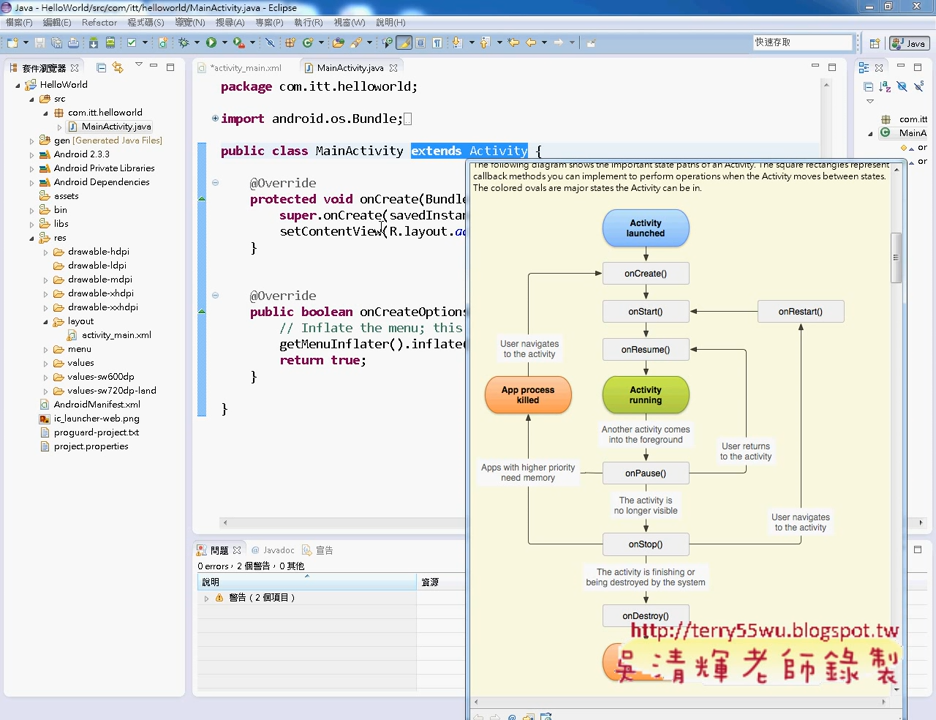 Java - HelloWorld/src/com/itt/helloworld/MainActivity.java - Eclipse
檔案(F) 編輯(E) Refactor 程式碼(S) 導覽(N) 搜尋(A) 專案(P) 執行(R) 視窗(W) 說明(H)
快速存取
Java
套件瀏覽器
*activity_main.xml
MainActivity.java
HelloWorld
src
com.itt.helloworld
MainActivity.java
gen [Generated Java Files]
Android 2.3.3
Android Private Libraries
Android Dependencies
assets
bin
libs
res
drawable-hdpi
drawable-ldpi
drawable-mdpi
drawable-xhdpi
drawable-xxhdpi
layout
activity_main.xml
menu
values
values-sw600dp
values-sw720dp-land
AndroidManifest.xml
ic_launcher-web.png
proguard-project.txt
project.properties
package com.itt.helloworld;
import android.os.Bundle;
public class MainActivity extends Activity {
@Override
protected void onCreate(Bundle
super.onCreate(savedInstan
setContentView(R.layout.ac
}
@Override
public boolean onCreateOptions
// Inflate the menu; this
getMenuInflater().inflate(
return true;
}
}
com.itt
MainA
or
The following diagram shows the important state paths of an Activity. The square rectangles represent
callback methods you can implement to perform operations when the Activity moves between states.
The colored ovals are major states the Activity can be in.
Activity
launched
onCreate()
onStart()
onRestart()
User navigates
to the activity
onResume()
App process
killed
Activity
running
Another activity comes
into the foreground
User returns
to the activity
Apps with higher priority
need memory
onPause()
The activity is
no longer visible
User navigates
to the activity
onStop()
The activity is finishing or
being destroyed by the system
onDestroy()
問題
Javadoc
宣告
0 errors，2 個警告，0 其他
說明
資源
警告（2 個項目）
http://terry55wu.blogspot.tw
吳清輝老師錄製